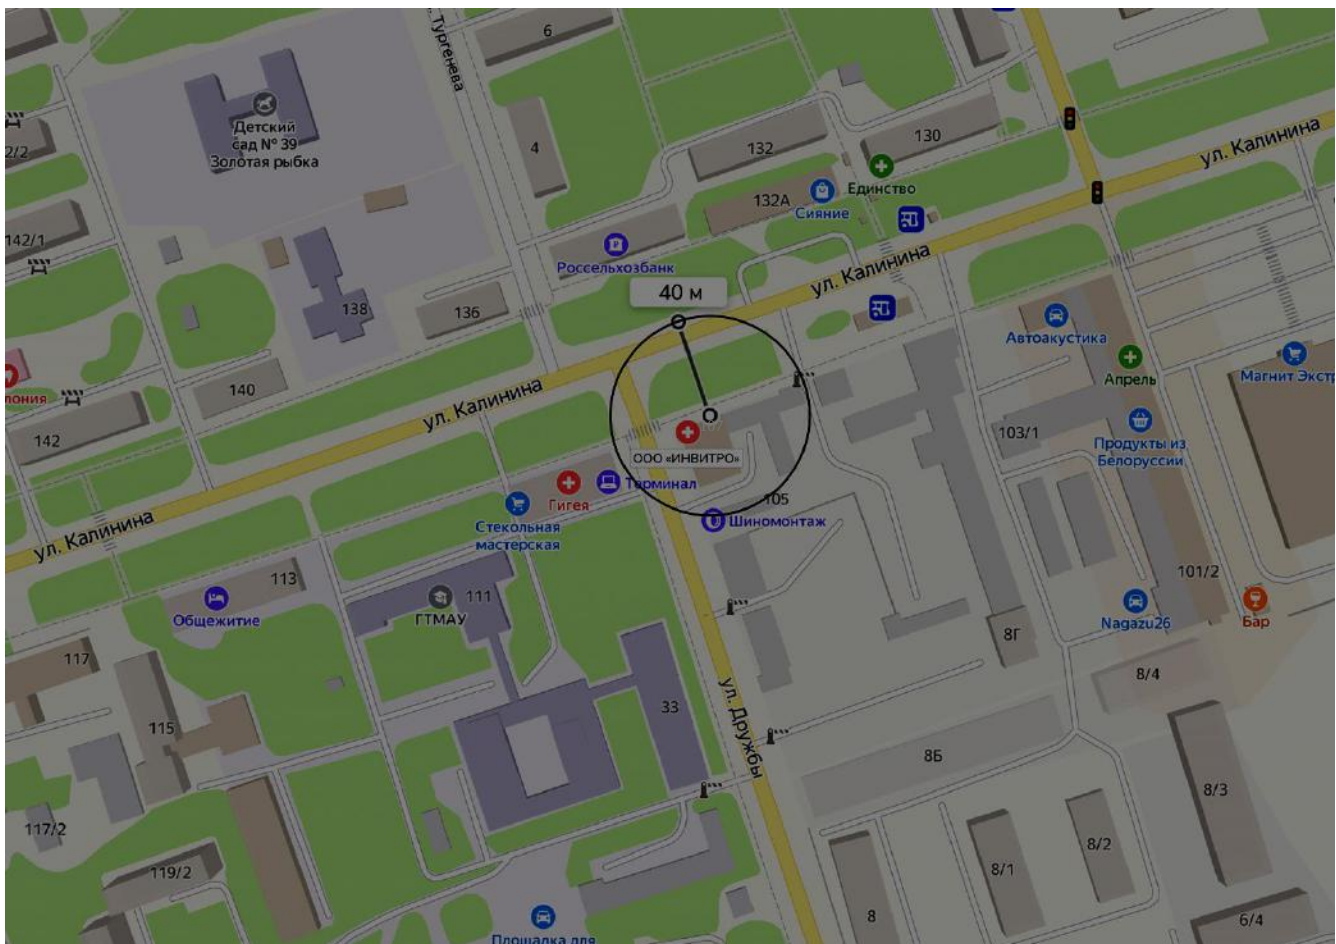 ул. Тургенева
6
Детский
сад № 39
Золотая рыбка
2/2
4
132
130
ул. Калинина
Единство
132А
Сияние
142/1
Россельхозбанк
ул. Калинина
40 м
138
136
Автоакустика
Апрель
Магнит Экстр
лония
140
ул. Калинина
142
103/1
Продукты из
Белоруссии
ООО «ИНВИТРО»
Терминал
Гигея
105
Шиномонтаж
Стекольная
мастерская
ул. Калинина
113
111
ГТМАУ
Общежитие
101/2
Nagazu26
Бар
8Г
117
8/4
115
33
ул. Дружбы
8Б
8/3
117/2
8/2
119/2
8/1
8
6/4
Площадка для